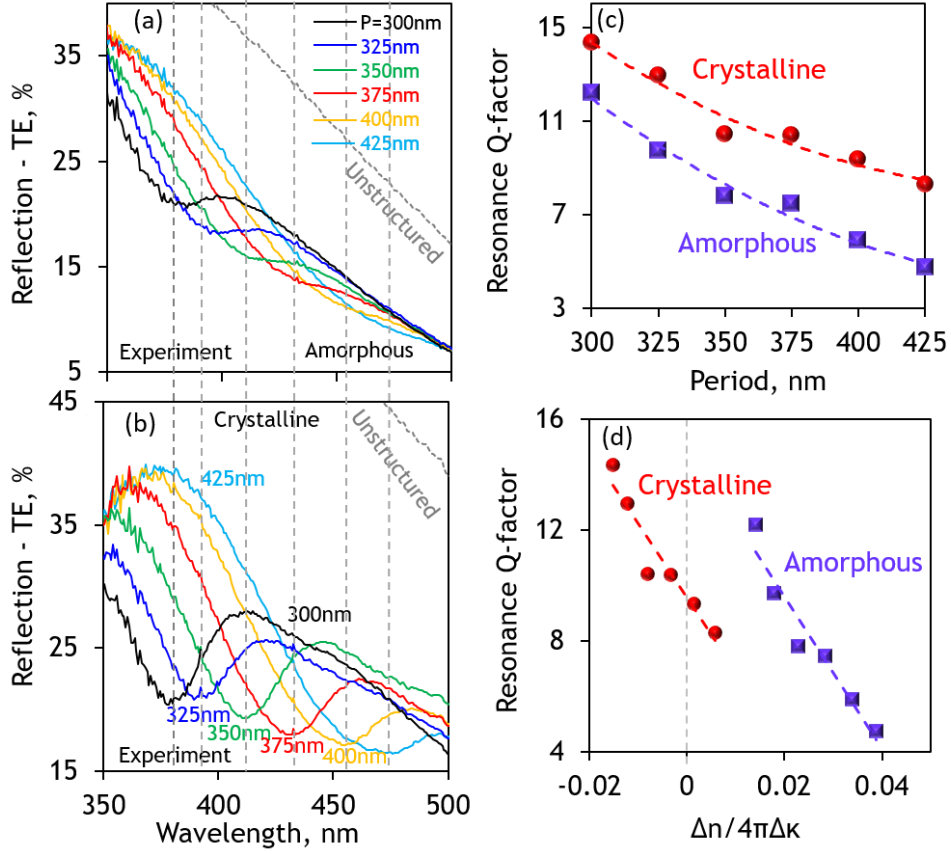 (a)
P=300nm
325nm
350nm
375nm
400nm
425nm
Unstructured
Experiment
Amorphous
35
25
15
5
Reflection - TE, %
(b)
Crystalline
Unstructured
425nm
300nm
325nm
350nm
375nm
400nm
Experiment
45
35
25
15
Reflection - TE, %
350
400
450
500
Wavelength, nm
(c)
Crystalline
Amorphous
15
11
7
3
Resonance Q-factor
300
325
350
375
400
425
Period, nm
(d)
Crystalline
Amorphous
16
12
8
4
Resonance Q-factor
-0.02
0
0.02
0.04
Δn/4πΔκ